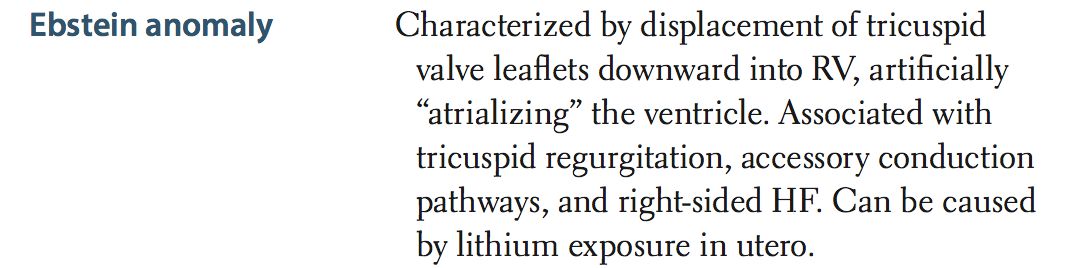 Ebstein anomaly
Characterized by displacement of tricuspid
valve leaflets downward into RV, artificially
“atrializing” the ventricle. Associated with
tricuspid regurgitation, accessory conduction
pathways, and right-sided HF. Can be caused
by lithium exposure in utero.